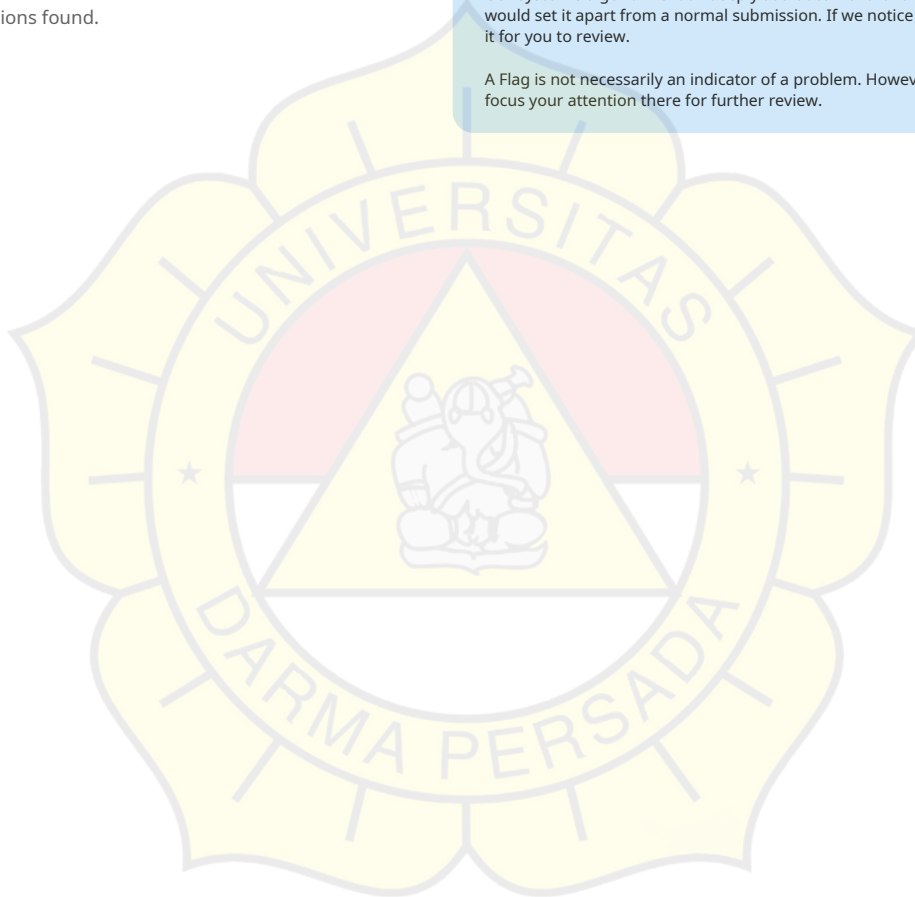 ions found.
would set it apart from a normal submission. If we notice
it for you to review.
A Flag is not necessarily an indicator of a problem. Howev
focus your attention there for further review.
UNIVERSITAS
DARMA PERSADA